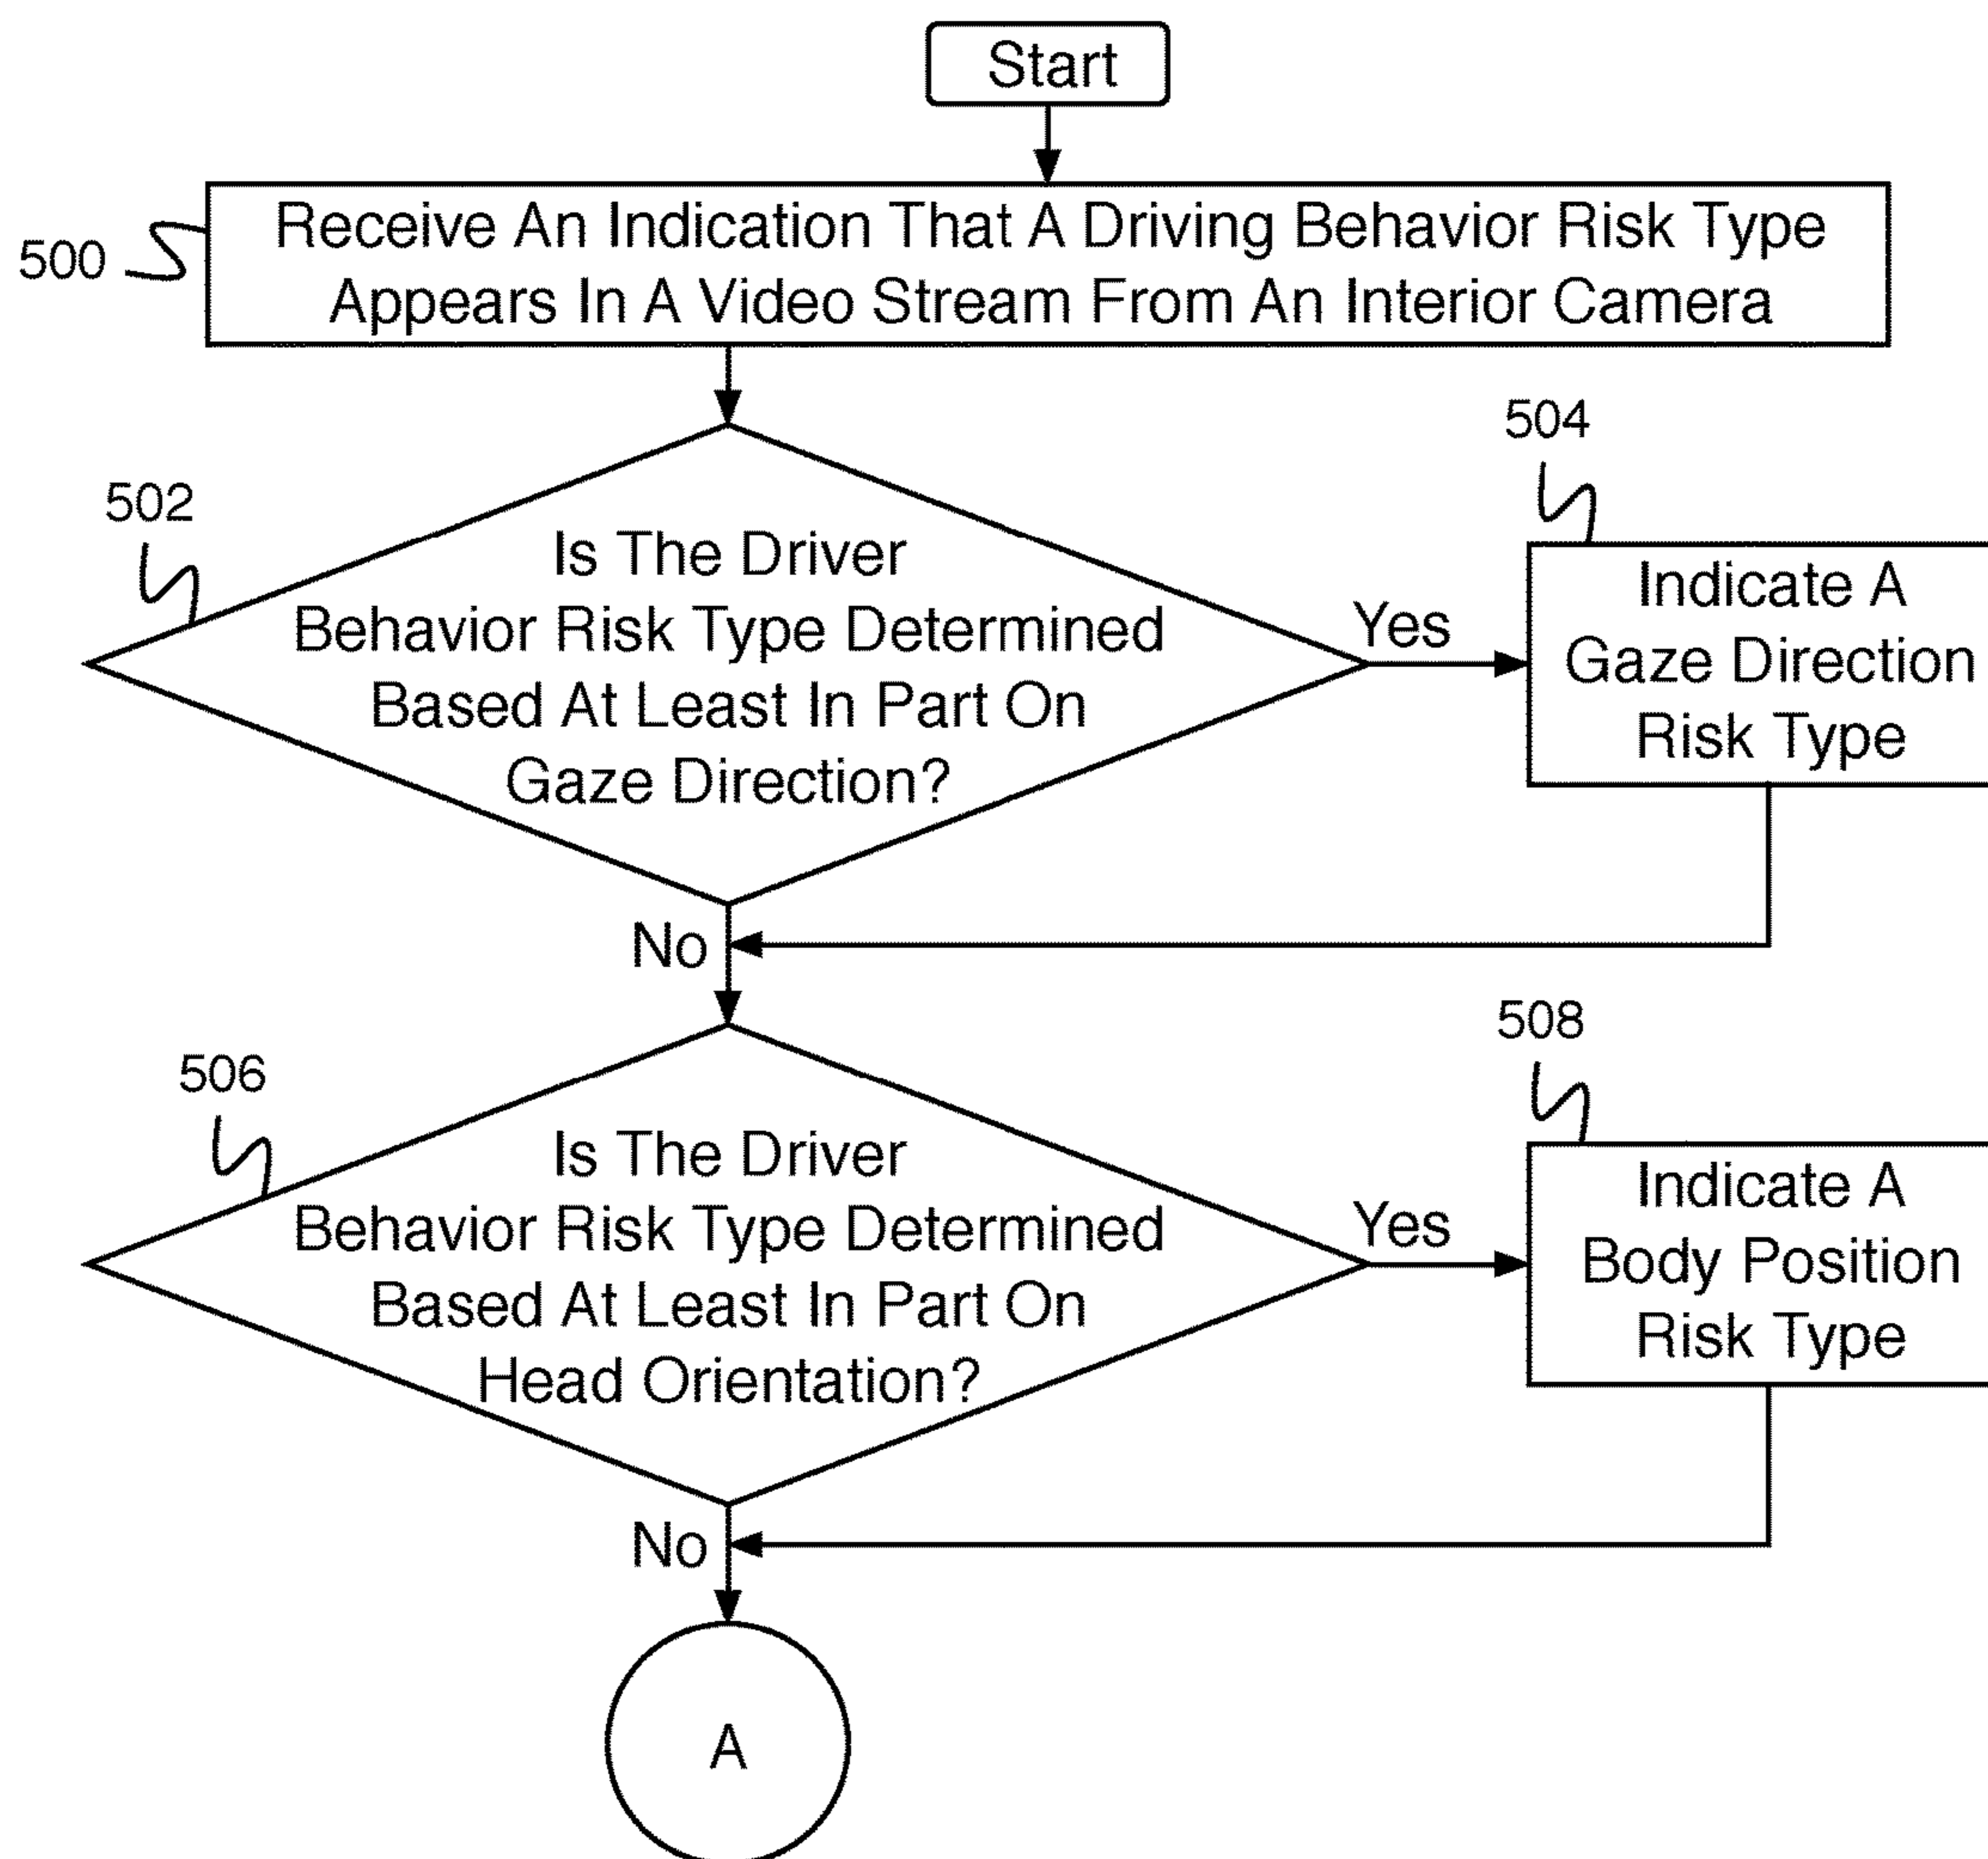 Start
500
Receive An Indication That A Driving Behavior Risk Type
Appears In A Video Stream From An Interior Camera
502
Is The Driver
Behavior Risk Type Determined
Based At Least In Part On
Gaze Direction?
Yes
504
Indicate A
Gaze Direction
Risk Type
No
506
Is The Driver
Behavior Risk Type Determined
Based At Least In Part On
Head Orientation?
Yes
508
Indicate A
Body Position
Risk Type
No
A